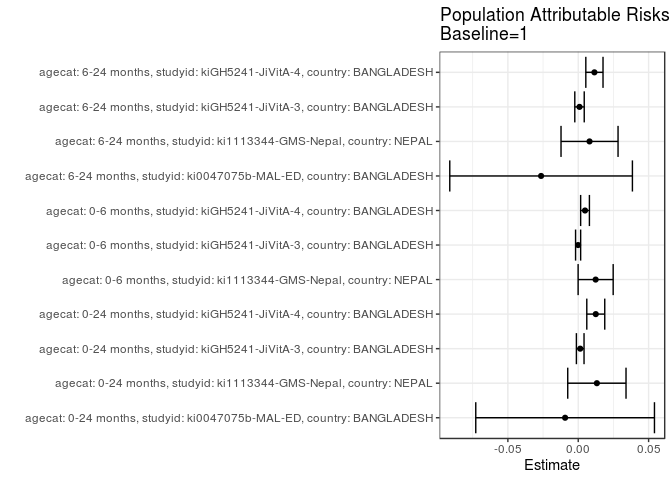 Population Attributable Risks
Baseline=1
agecat: 6-24 months, studyid: kiGH5241-JiVitA-4, country: BANGLADESH
agecat: 6-24 months, studyid: kiGH5241-JiVitA-3, country: BANGLADESH
agecat: 6-24 months, studyid: ki1113344-GMS-Nepal, country: NEPAL
agecat: 6-24 months, studyid: ki0047075b-MAL-ED, country: BANGLADESH
agecat: 0-6 months, studyid: kiGH5241-JiVitA-4, country: BANGLADESH
agecat: 0-6 months, studyid: kiGH5241-JiVitA-3, country: BANGLADESH
agecat: 0-6 months, studyid: ki1113344-GMS-Nepal, country: NEPAL
agecat: 0-24 months, studyid: kiGH5241-JiVitA-4, country: BANGLADESH
agecat: 0-24 months, studyid: kiGH5241-JiVitA-3, country: BANGLADESH
agecat: 0-24 months, studyid: ki1113344-GMS-Nepal, country: NEPAL
agecat: 0-24 months, studyid: ki0047075b-MAL-ED, country: BANGLADESH
-0.05 0.00 0.05
Estimate